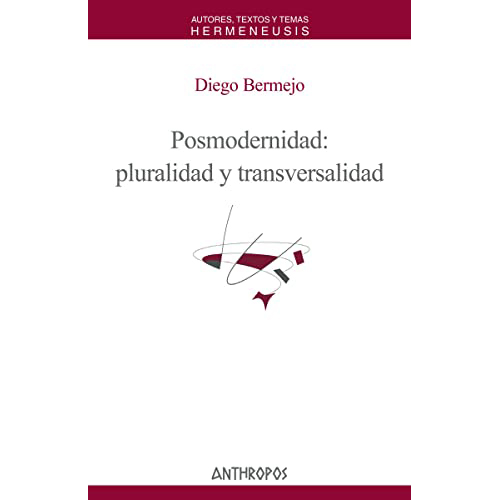 AUTORES, TEXTOS Y TEMAS
HERMENEUSIS
Diego Bermejo
Posmodernidad:
pluralidad y transversalidad
ANTHROPOS